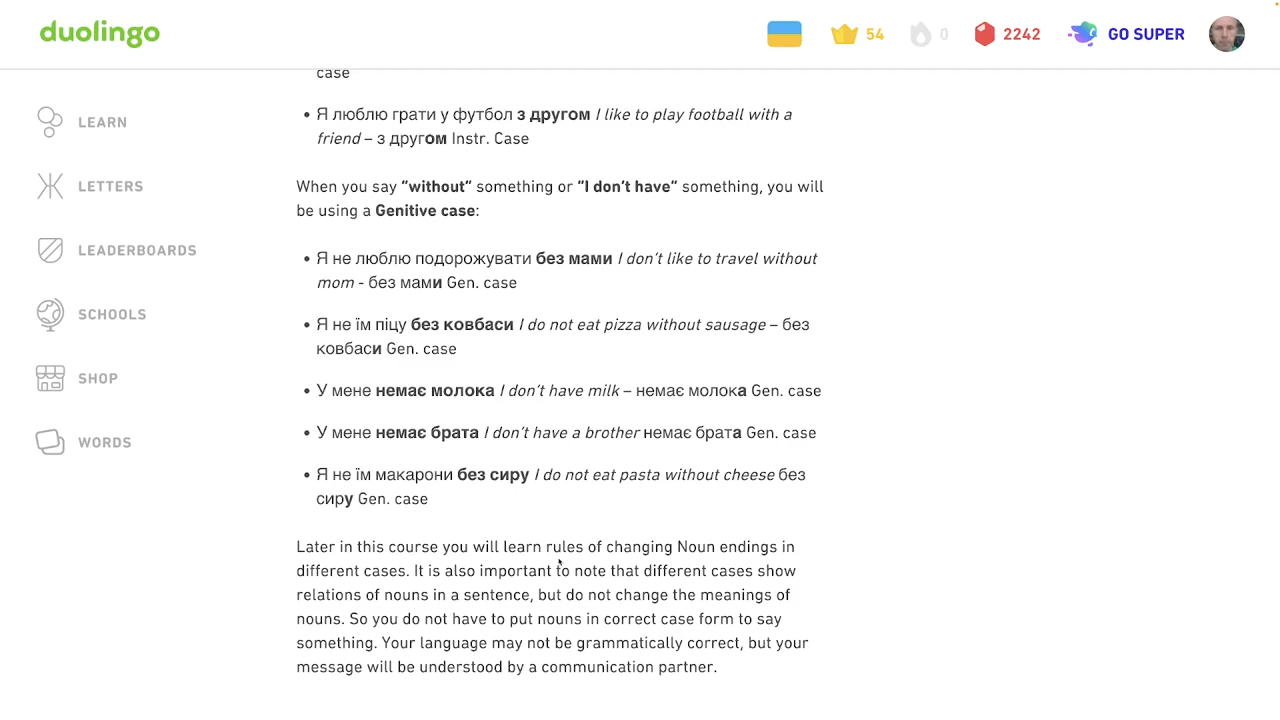 duolingo
54
0
2242
GO SUPER
LEARN
LETTERS
LEADERBOARDS
SCHOOLS
SHOP
WORDS
case
• Я люблю грати у футбол з другом I like to play football with a
friend – з другом Instr. Case
When you say “without” something or “I don’t have” something, you will
be using a Genitive case:
• Я не люблю подорожувати без мами I don’t like to travel without
mom - без мами Gen. case
• Я не їм піцу без ковбаси I do not eat pizza without sausage – без
ковбаси Gen. case
• У мене немає молока I don’t have milk – немає молока Gen. case
• У мене немає брата I don’t have a brother немає брата Gen. case
• Я не їм макарони без сиру I do not eat pasta without cheese без
сиру Gen. case
Later in this course you will learn rules of changing Noun endings in
different cases. It is also important to note that different cases show
relations of nouns in a sentence, but do not change the meanings of
nouns. So you do not have to put nouns in correct case form to say
something. Your language may not be grammatically correct, but your
message will be understood by a communication partner.